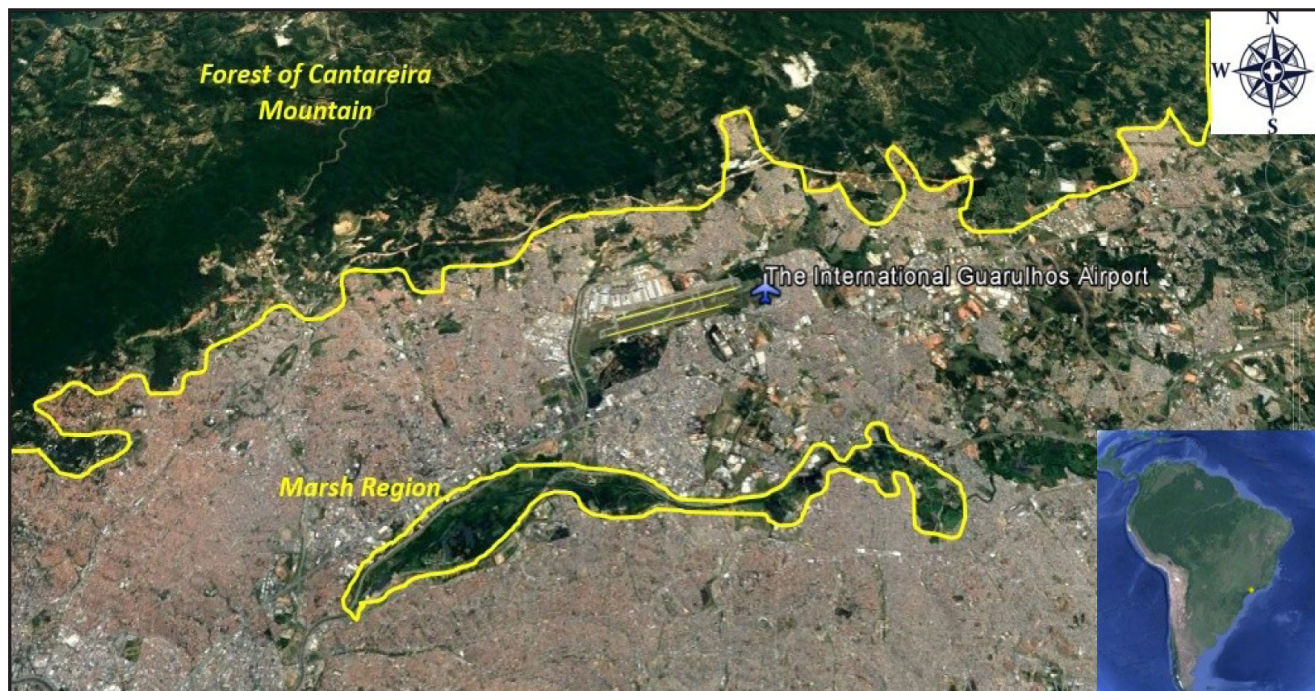 Forest of Cantareira
Mountain
N
W
E
S
The International Guarulhos Airport
Marsh Region